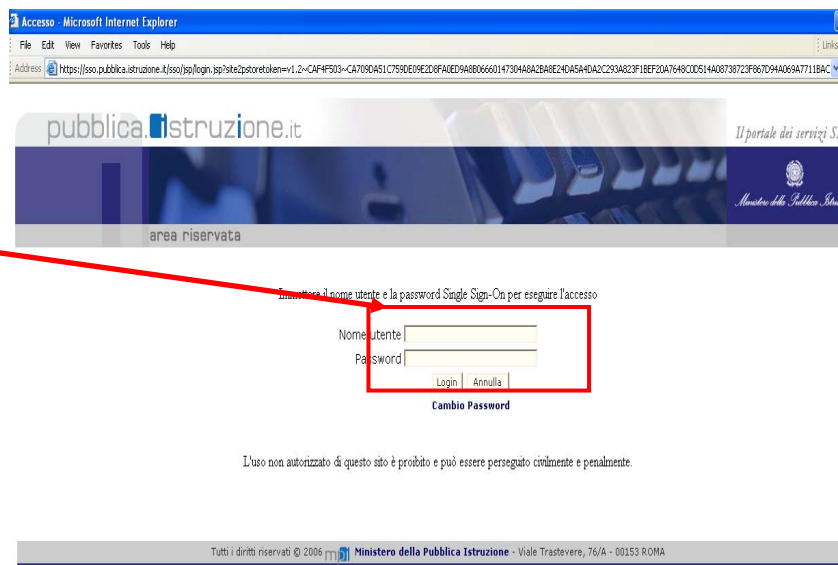 Accesso - Microsoft Internet Explorer
File Edit View Favorites Tools Help
Links
Address https://sso.pubblica.istruzione.it/sso/jsp/login.jsp?site2pstoretoken=v1.2~CAF4F503~CA709DA51C759DE09E2D8FA0ED9A8B06660147304A8A2BA8E24DA5A4DA2C293A823F1BEF20A7648C0D514A08738723F867D94A069A7711BAC
pubblica.istruzione.it
Il portale dei servizi
Ministero della Pubblica
area riservata
Immettere il nome utente e la password Single Sign-On per eseguire l'accesso
Nome utente
Password
Login Annulla
Cambio Password
L'uso non autorizzato di questo sito è proibito e può essere perseguito civilmente e penalmente.
Tutti i diritti riservati © 2006 mpi Ministero della Pubblica Istruzione - Viale Trastevere, 76/A - 00153 ROMA